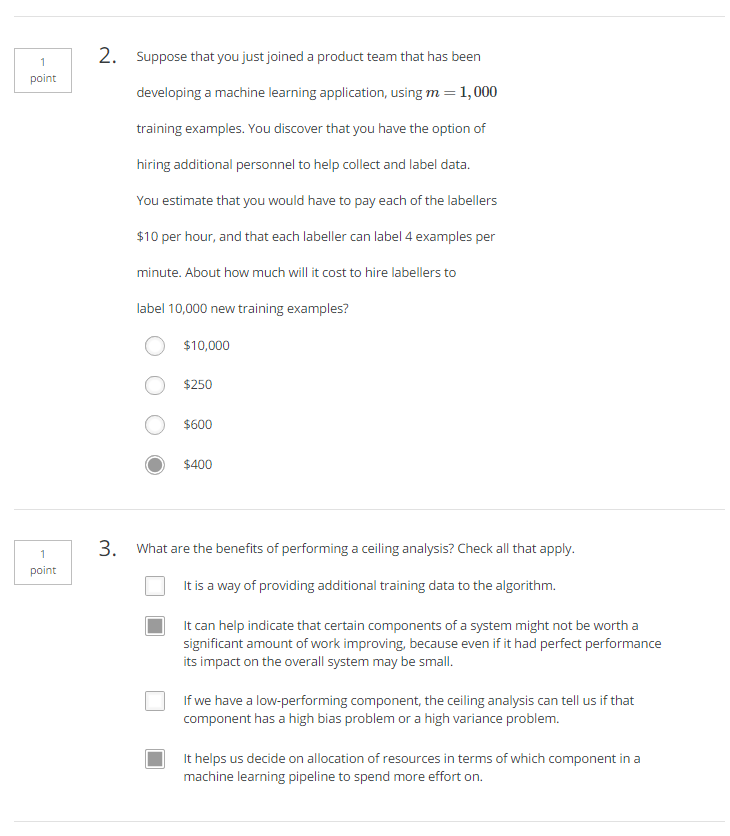 1
point
2.
Suppose that you just joined a product team that has been
developing a machine learning application, using m = 1,000
training examples. You discover that you have the option of
hiring additional personnel to help collect and label data.
You estimate that you would have to pay each of the labellers
$10 per hour, and that each labeller can label 4 examples per
minute. About how much will it cost to hire labellers to
label 10,000 new training examples?
$10,000
$250
$600
$400
1
point
3.
What are the benefits of performing a ceiling analysis? Check all that apply.
It is a way of providing additional training data to the algorithm.
It can help indicate that certain components of a system might not be worth a
significant amount of work improving, because even if it had perfect performance
its impact on the overall system may be small.
If we have a low-performing component, the ceiling analysis can tell us if that
component has a high bias problem or a high variance problem.
It helps us decide on allocation of resources in terms of which component in a
machine learning pipeline to spend more effort on.